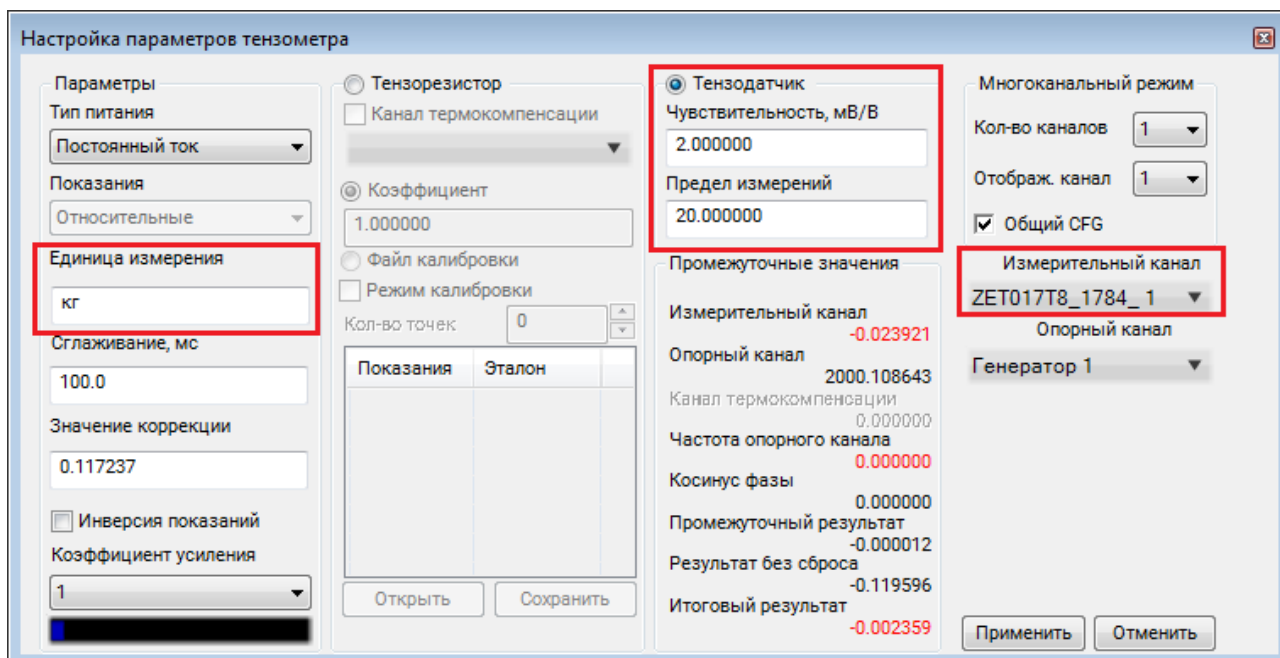 Настройка параметров тензометра
Параметры
Тип питания
Постоянный ток
Показания
Относительные
Единица измерения
кг
Сглаживание, мс
100.0
Значение коррекции
0.117237
Инверсия показаний
Коэффициент усиления
1
Тензорезистор
Канал термокомпенсации
Коэффициент
1.000000
Файл калибровки
Режим калибровки
Кол-во точек 0
Показания Эталон
Открыть Сохранить
Тензодатчик
Чувствительность, мВ/В
2.000000
Предел измерений
20.000000
Промежуточные значения
Измерительный канал
-0.023921
Опорный канал
2000.108643
Канал термокомпенсации
0.000000
Частота опорного канала
0.000000
Косинус фазы
0.000000
Промежуточный результат
-0.000012
Результат без сброса
-0.119596
Итоговый результат
-0.002359
Многоканальный режим
Кол-во каналов 1
Отображ. канал 1
Общий CFG
Измерительный канал
ZET017T8_1784_ 1
Опорный канал
Генератор 1
Применить Отменить